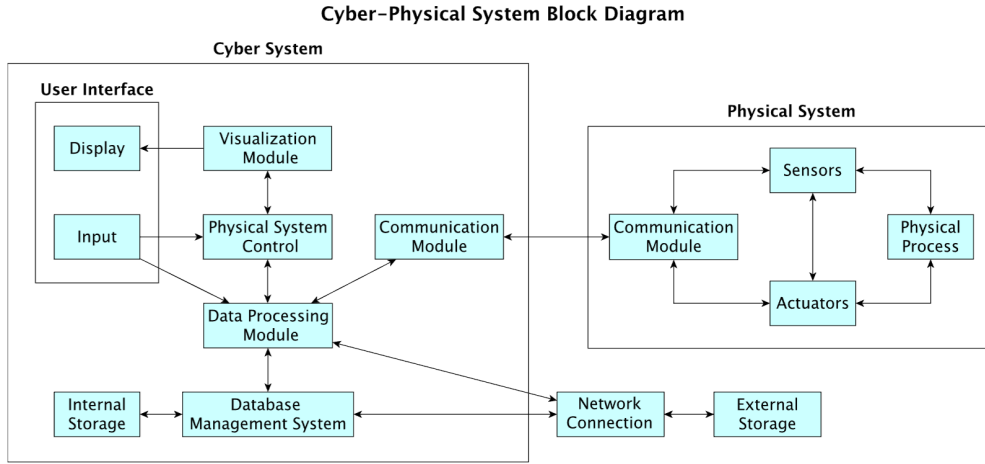 Cyber-Physical System Block Diagram
Cyber System
User Interface
Display
Visualization
Module
Input
Physical System
Control
Communication
Module
Data Processing
Module
Internal
Storage
Database
Management System
Network
Connection
External
Storage
Physical System
Sensors
Communication
Module
Physical
Process
Actuators